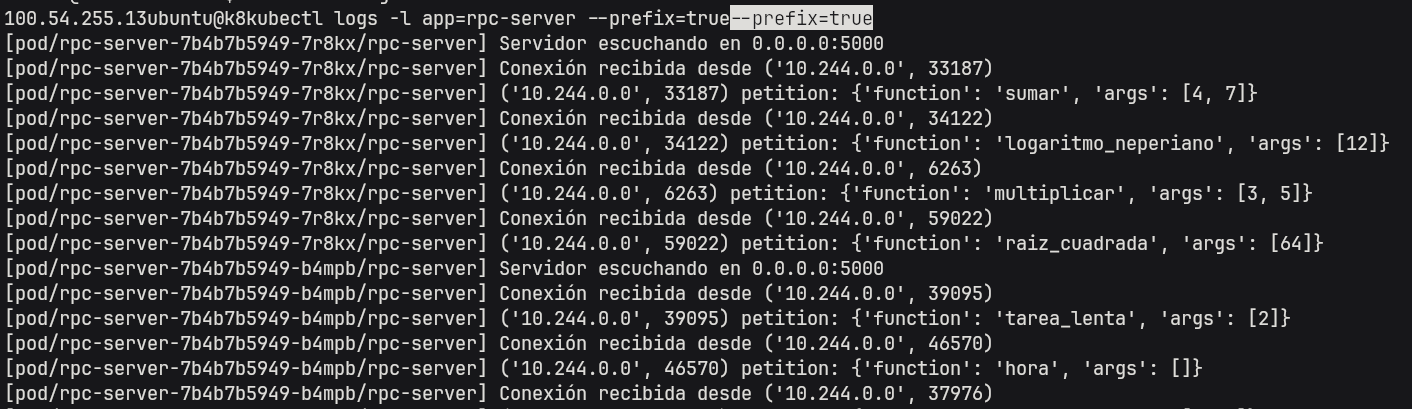 100.54.255.13ubuntu@k8kubectl logs -l app=rpc-server --prefix=true--prefix=true
[pod/rpc-server-7b4b7b5949-7r8kx/rpc-server] Servidor escuchando en 0.0.0.0:5000
[pod/rpc-server-7b4b7b5949-7r8kx/rpc-server] Conexión recibida desde ('10.244.0.0', 33187)
[pod/rpc-server-7b4b7b5949-7r8kx/rpc-server] ('10.244.0.0', 33187) petition: {'function': 'sumar', 'args': [4, 7]}
[pod/rpc-server-7b4b7b5949-7r8kx/rpc-server] Conexión recibida desde ('10.244.0.0', 34122)
[pod/rpc-server-7b4b7b5949-7r8kx/rpc-server] ('10.244.0.0', 34122) petition: {'function': 'logaritmo_neperiano', 'args': [12]}
[pod/rpc-server-7b4b7b5949-7r8kx/rpc-server] Conexión recibida desde ('10.244.0.0', 6263)
[pod/rpc-server-7b4b7b5949-7r8kx/rpc-server] ('10.244.0.0', 6263) petition: {'function': 'multiplicar', 'args': [3, 5]}
[pod/rpc-server-7b4b7b5949-7r8kx/rpc-server] Conexión recibida desde ('10.244.0.0', 59022)
[pod/rpc-server-7b4b7b5949-7r8kx/rpc-server] ('10.244.0.0', 59022) petition: {'function': 'raiz_cuadrada', 'args': [64]}
[pod/rpc-server-7b4b7b5949-b4mpb/rpc-server] Servidor escuchando en 0.0.0.0:5000
[pod/rpc-server-7b4b7b5949-b4mpb/rpc-server] Conexión recibida desde ('10.244.0.0', 39095)
[pod/rpc-server-7b4b7b5949-b4mpb/rpc-server] ('10.244.0.0', 39095) petition: {'function': 'tarea_lenta', 'args': [2]}
[pod/rpc-server-7b4b7b5949-b4mpb/rpc-server] Conexión recibida desde ('10.244.0.0', 46570)
[pod/rpc-server-7b4b7b5949-b4mpb/rpc-server] ('10.244.0.0', 46570) petition: {'function': 'hora', 'args': []}
[pod/rpc-server-7b4b7b5949-b4mpb/rpc-server] Conexión recibida desde ('10.244.0.0', 37976)